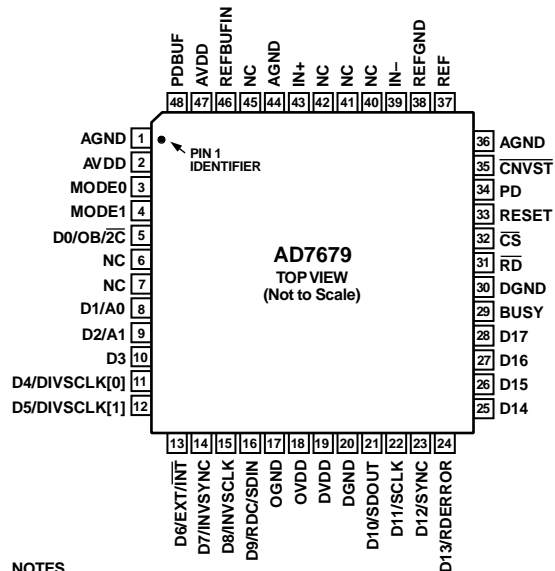 PDBUF
AVDD
REFBUFIN
NC
AGND
IN+
NC
NC
NC
IN–
REFGND
REF
48 47 46 45 44 43 42 41 40 39 38 37
AGND 1
AVDD 2
MODE0 3
MODE1 4
D0/OB/2C̅ 5
NC 6
NC 7
D1/A0 8
D2/A1 9
D3 10
D4/DIVSCLK[0] 11
D5/DIVSCLK[1] 12
PIN 1
IDENTIFIER
AD7679
TOP VIEW
(Not to Scale)
36 AGND
35 C̅N̅V̅S̅T̅
34 PD
33 RESET
32 C̅S̅
31 R̅D̅
30 DGND
29 BUSY
28 D17
27 D16
26 D15
25 D14
13 14 15 16 17 18 19 20 21 22 23 24
D6/EXT/I̅N̅T̅
D7/INVSYNC
D8/INVSCLK
D9/RDC/SDIN
OGND
OVDD
DVDD
DGND
D10/SDOUT
D11/SCLK
D12/SYNC
D13/RDERROR
NOTES